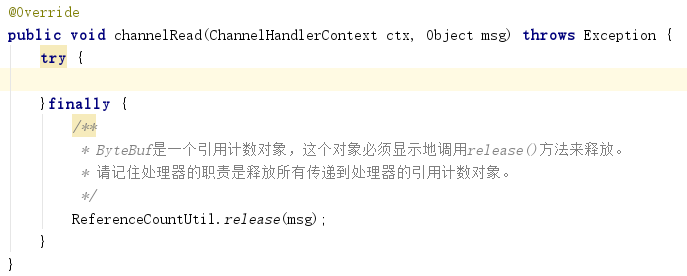 @Override
public void channelRead(ChannelHandlerContext ctx, Object msg) throws Exception {
try {
}finally {
/**
* ByteBuf是一个引用计数对象，这个对象必须显示地调用release()方法来释放。
* 请记住处理器的职责是释放所有传递到处理器的引用计数对象。
*/
ReferenceCountUtil.release(msg);
}
}